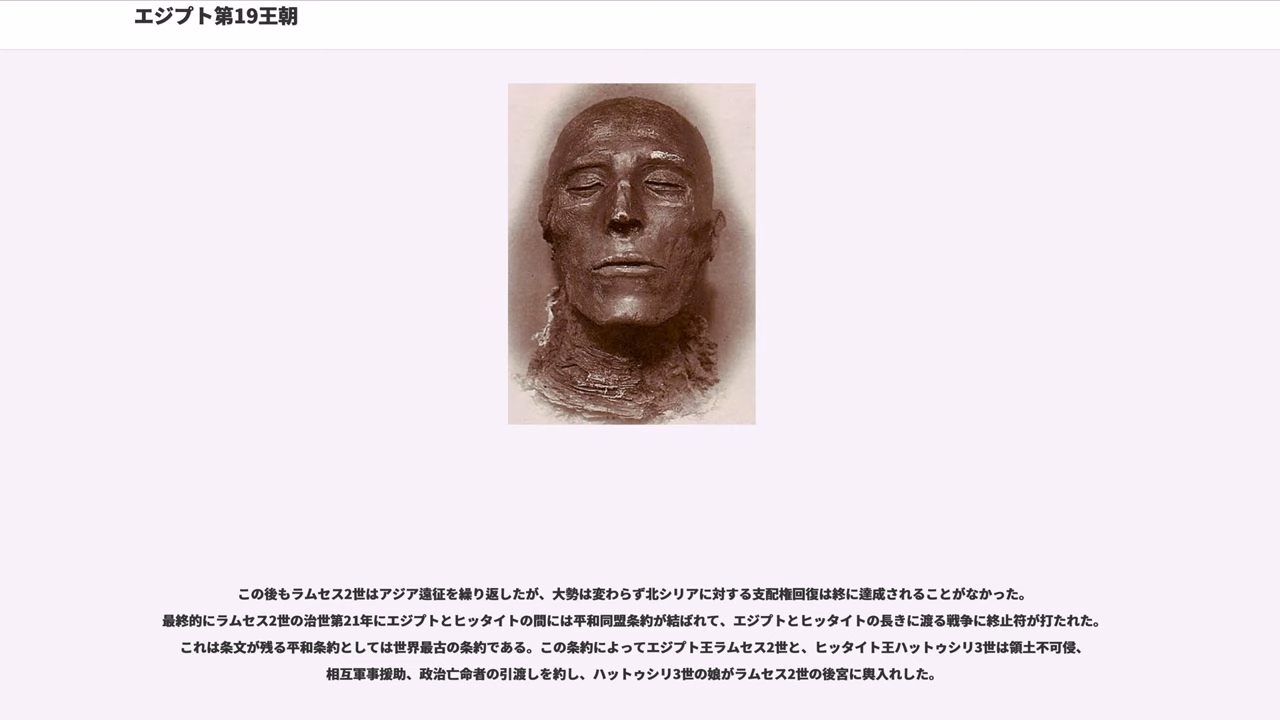 エジプト第19王朝
この後もラムセス2世はアジア遠征を繰り返したが、大勢は変わらず北シリアに対する支配権回復は終に達成されることがなかった。
最終的にラムセス2世の治世第21年にエジプトとヒッタイトの間には平和同盟条約が結ばれて、エジプトとヒッタイトの長きに渡る戦争に終止符が打たれた。
これは条文が残る平和条約としては世界最古の条約である。この条約によってエジプト王ラムセス2世と、ヒッタイト王ハットゥシリ3世は領土不可侵、
相互軍事援助、政治亡命者の引渡しを約し、ハットゥシリ3世の娘がラムセス2世の後宮に輿入れした。